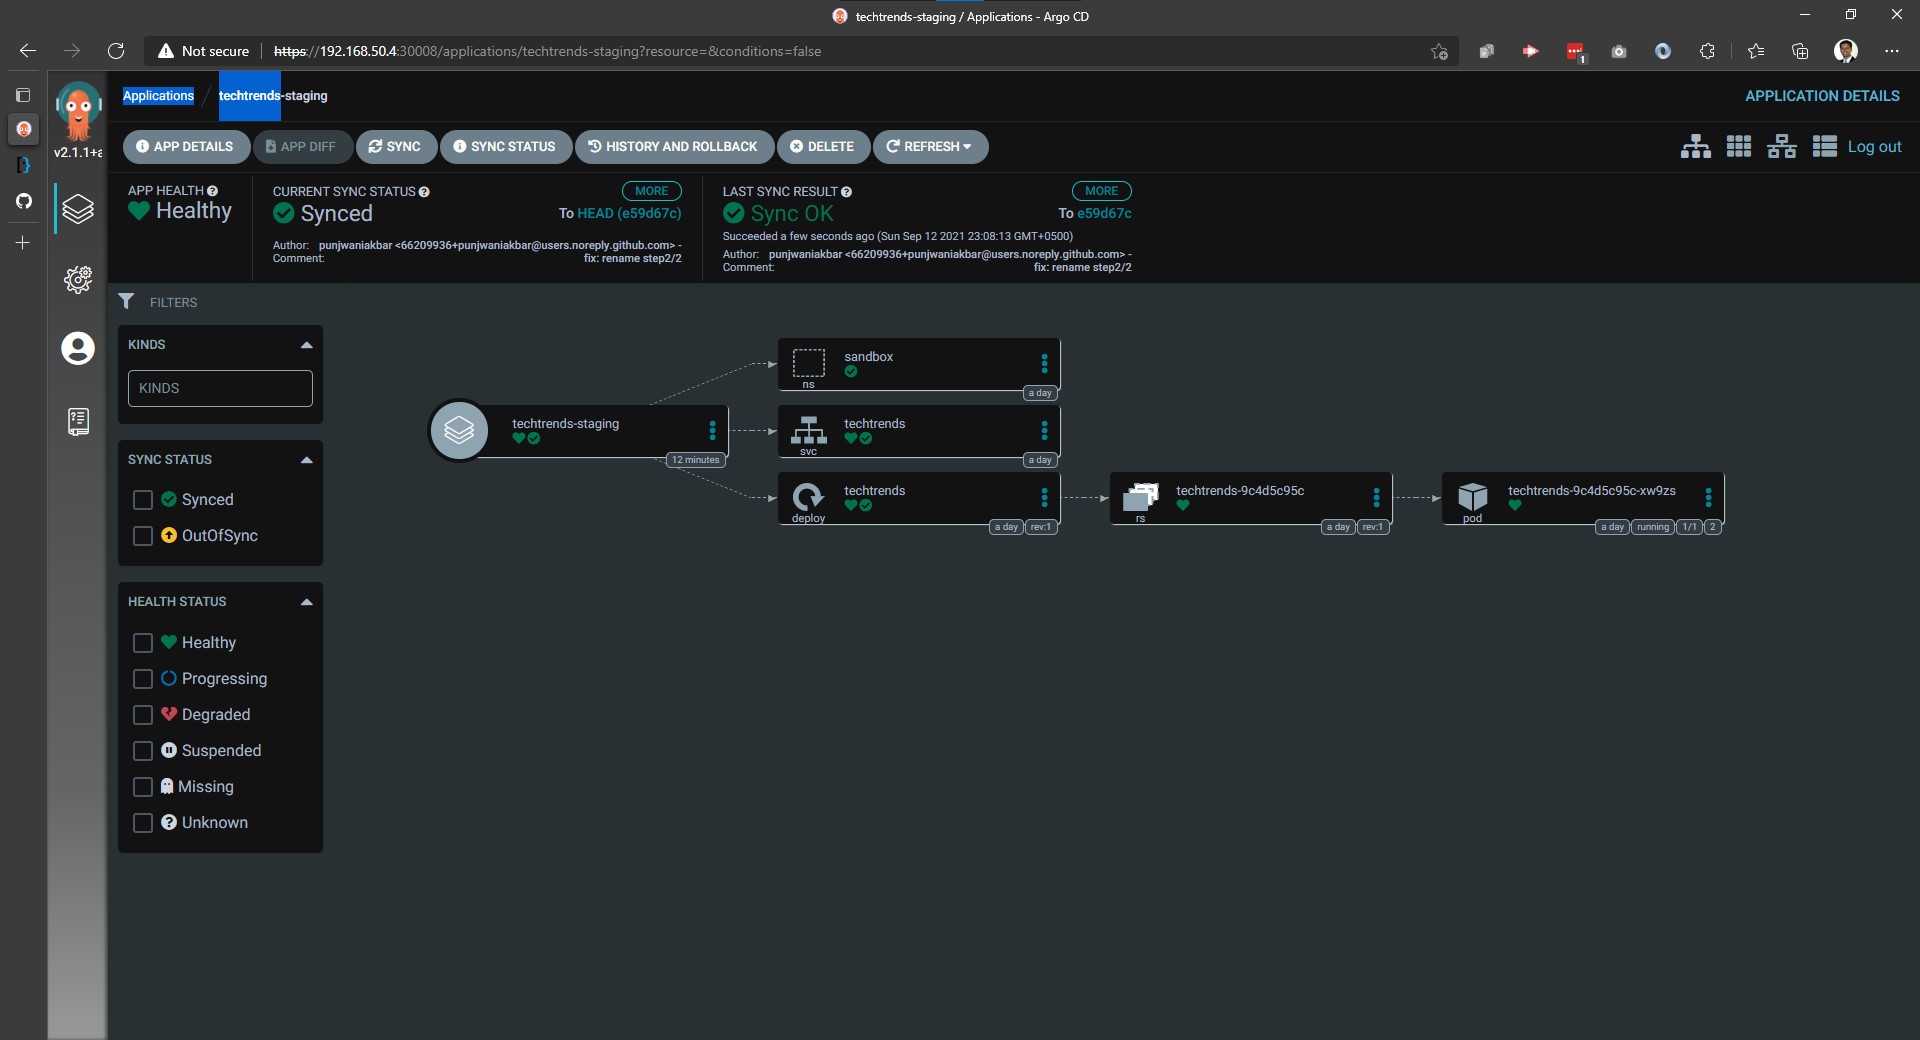 techtrends-staging / Applications - Argo CD
Not secure https://192.168.50.4:30008/applications/techtrends-staging?resource=&conditions=false
1
v2.1.1+a
Applications / techtrends-staging
APPLICATION DETAILS
APP DETAILS APP DIFF SYNC SYNC STATUS HISTORY AND ROLLBACK DELETE REFRESH
Log out
APP HEALTH
Healthy
CURRENT SYNC STATUS MORE
Synced To HEAD (e59d67c)
Author: punjwaniakbar <66209936+punjwaniakbar@users.noreply.github.com> -
Comment: fix: rename step2/2
LAST SYNC RESULT MORE
Sync OK To e59d67c
Succeeded a few seconds ago (Sun Sep 12 2021 23:08:13 GMT+0500)
Author: punjwaniakbar <66209936+punjwaniakbar@users.noreply.github.com> -
Comment: fix: rename step2/2
FILTERS
KINDS
KINDS
SYNC STATUS
Synced
OutOfSync
HEALTH STATUS
Healthy
Progressing
Degraded
Suspended
Missing
Unknown
techtrends-staging
12 minutes
sandbox
ns
a day
techtrends
svc
a day
techtrends
deploy
a day rev:1
techtrends-9c4d5c95c
rs
a day rev:1
techtrends-9c4d5c95c-xw9zs
pod
a day running 1/1 2